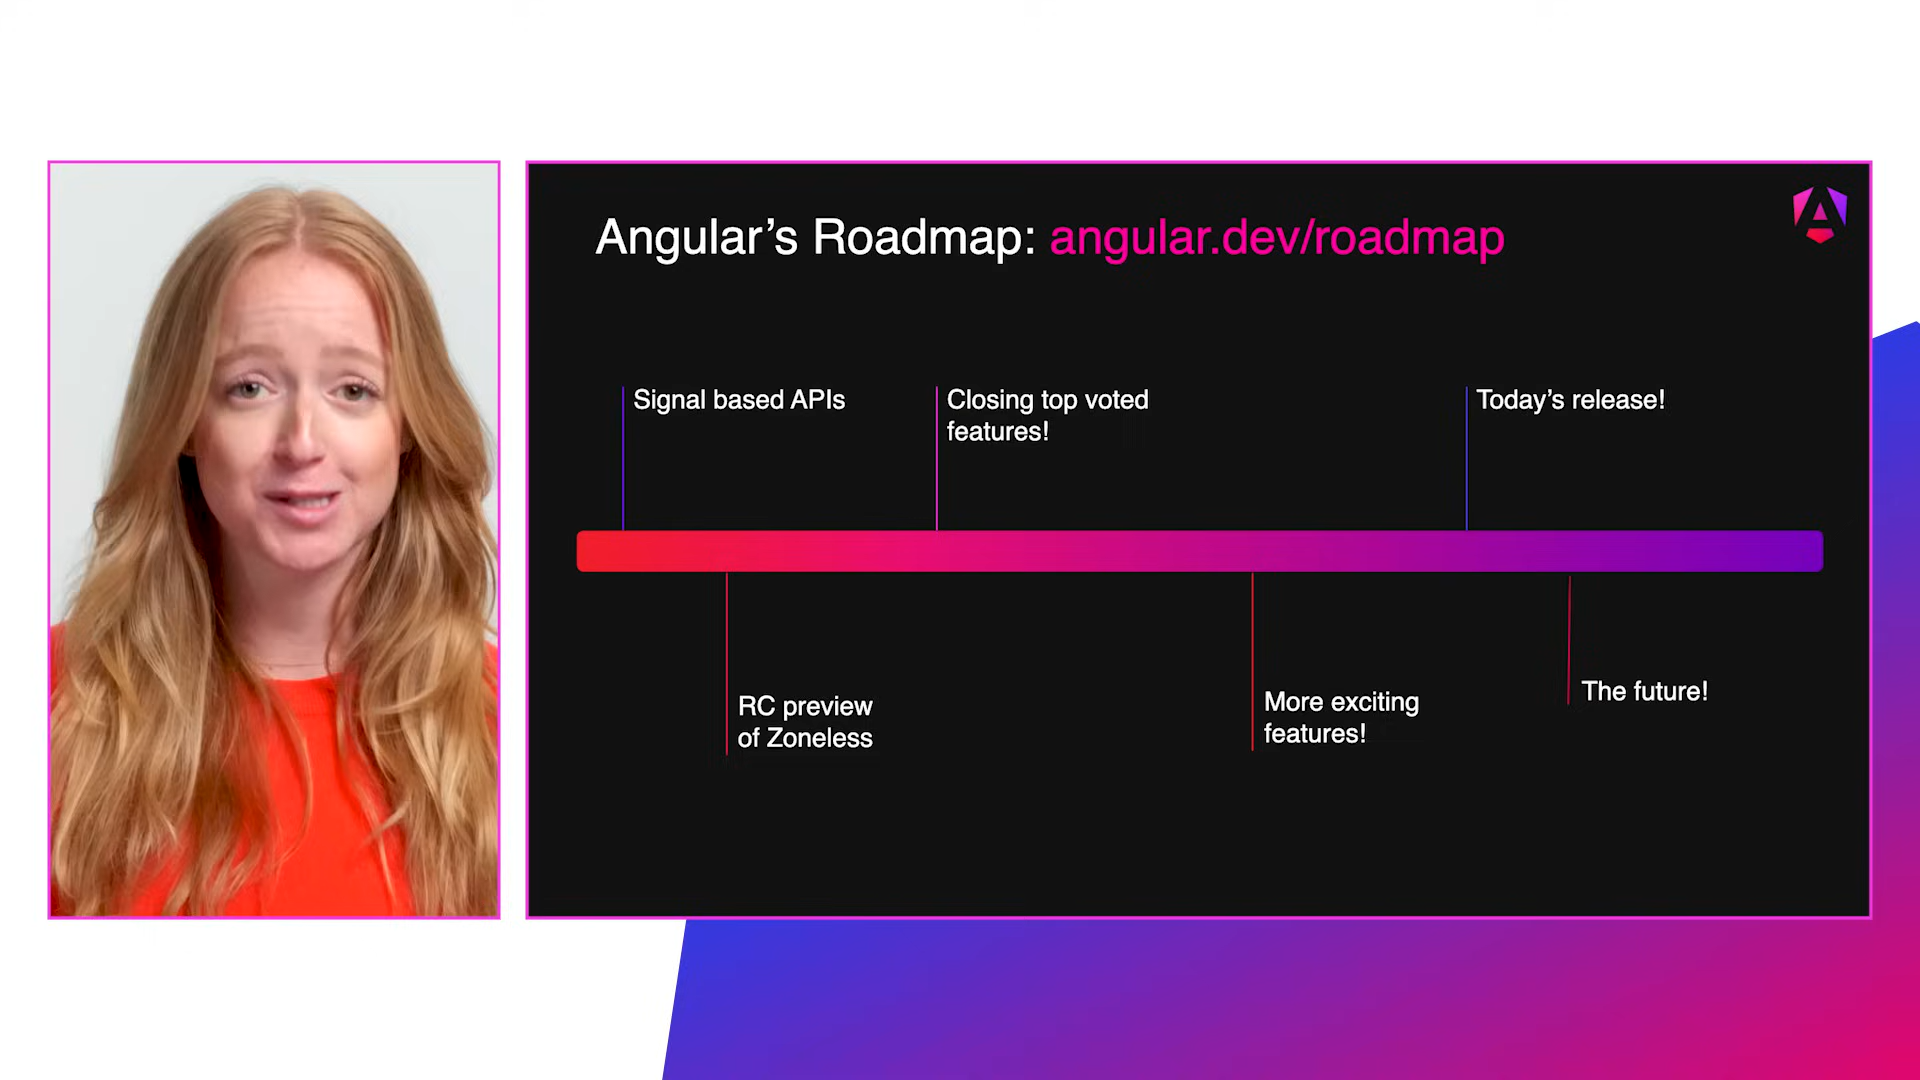 Angular’s Roadmap: angular.dev/roadmap
Signal based APIs
Closing top voted
features!
Today’s release!
RC preview
of Zoneless
More exciting
features!
The future!